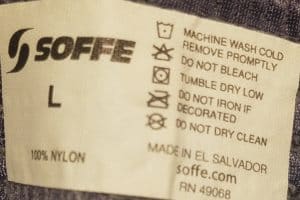 SOFFE
L
100% NYLON
MACHINE WASH COLD
REMOVE PROMPTLY
DO NOT BLEACH
TUMBLE DRY LOW
DO NOT IRON IF
DECORATED
DO NOT DRY CLEAN
MADE IN EL SALVADOR
soffe.com
RN 49068